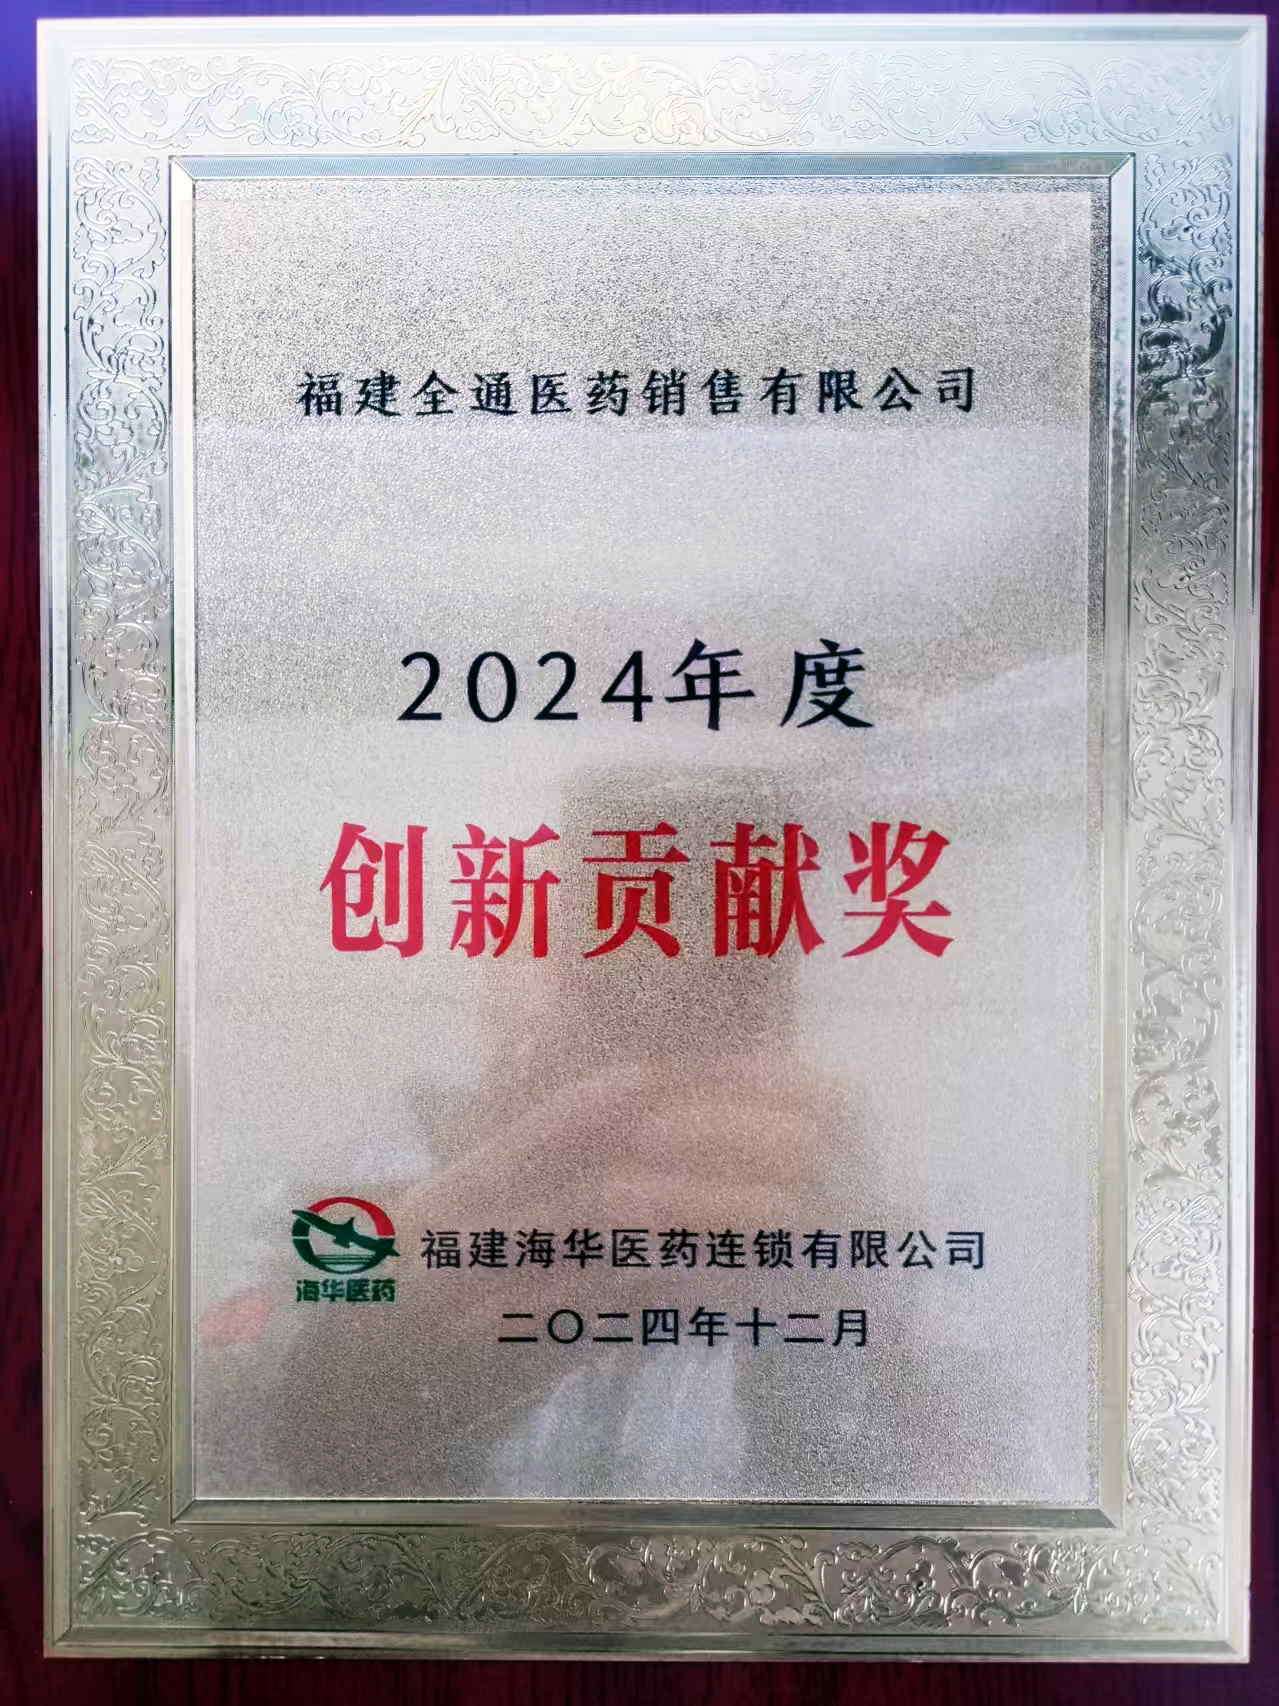 福建全通医药销售有限公司
2024年度
创新贡献奖
海华医药
福建海华医药连锁有限公司
二〇二四年十二月